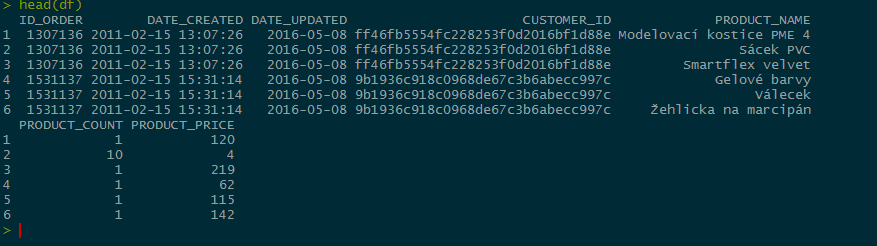 > head(df)
ID_ORDER DATE_CREATED DATE_UPDATED CUSTOMER_ID PRODUCT_NAME
1 1307136 2011-02-15 13:07:26 2016-05-08 ff46fb5554fc228253f0d2016bf1d88e Modelovací kostice PME 4
2 1307136 2011-02-15 13:07:26 2016-05-08 ff46fb5554fc228253f0d2016bf1d88e Sácek PVC
3 1307136 2011-02-15 13:07:26 2016-05-08 ff46fb5554fc228253f0d2016bf1d88e Smartflex velvet
4 1531137 2011-02-15 15:31:14 2016-05-08 9b1936c918c0968de67c3b6abecc997c Gelové barvy
5 1531137 2011-02-15 15:31:14 2016-05-08 9b1936c918c0968de67c3b6abecc997c Válecek
6 1531137 2011-02-15 15:31:14 2016-05-08 9b1936c918c0968de67c3b6abecc997c Žehlicka na marcipán
PRODUCT_COUNT PRODUCT_PRICE
1 1 120
2 10 4
3 1 219
4 1 62
5 1 115
6 1 142
>